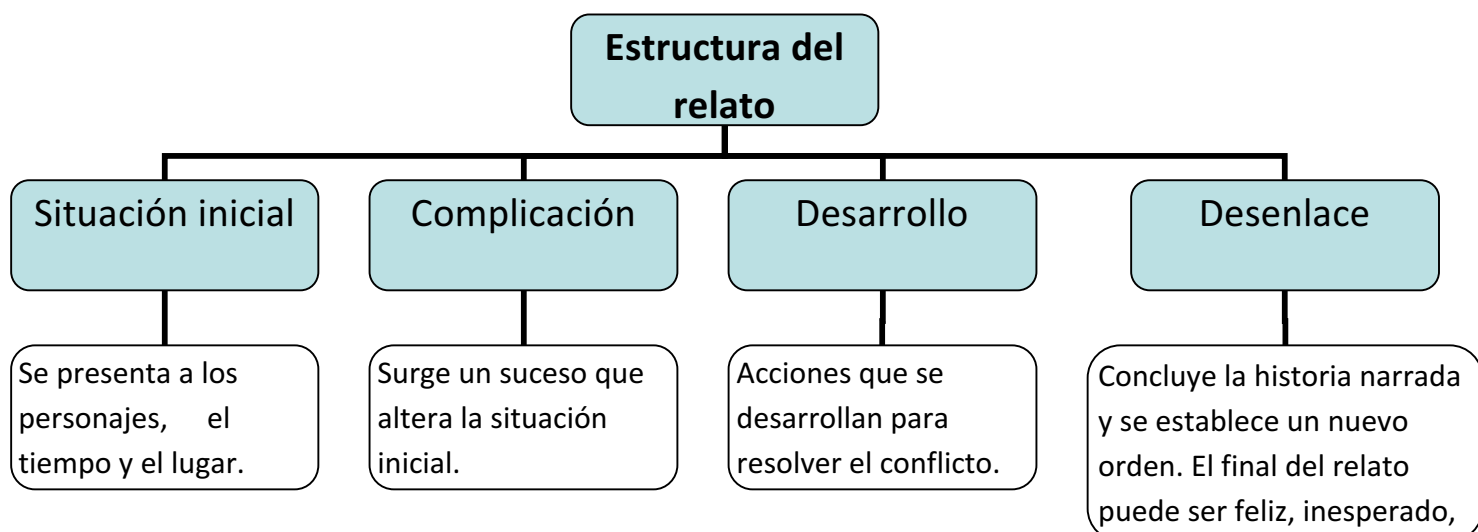 Estructura del
relato
Situación inicial
Complicación
Desarrollo
Desenlace
Se presenta a los
personajes, el
tiempo y el lugar.
Surge un suceso que
altera la situación
inicial.
Acciones que se
desarrollan para
resolver el conflicto.
Concluye la historia narrada
y se establece un nuevo
orden. El final del relato
puede ser feliz, inesperado,